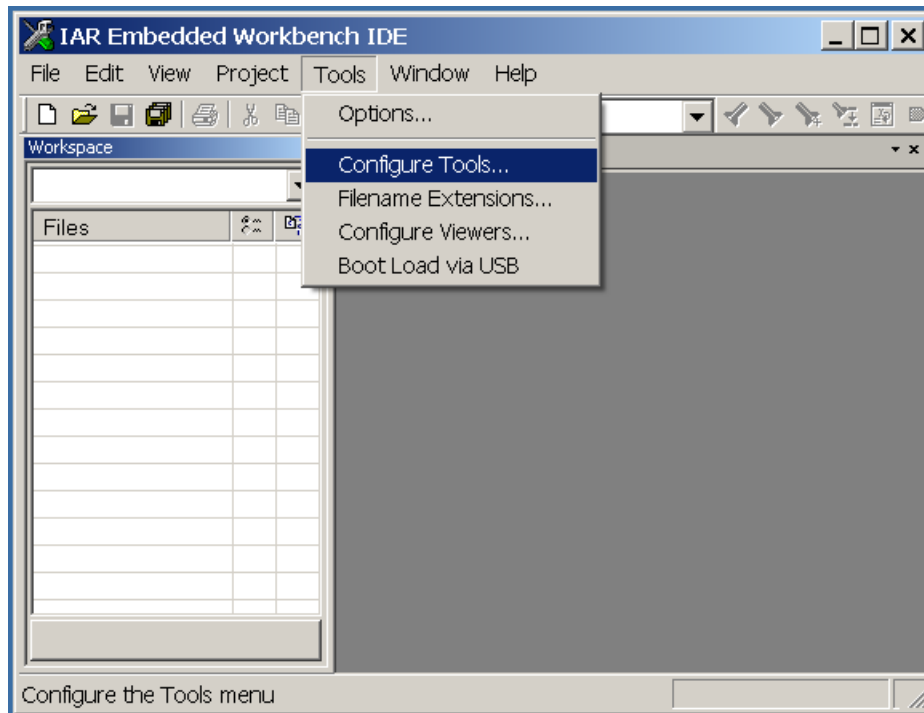 IAR Embedded Workbench IDE
File Edit View Project Tools Window Help
Workspace
Files
Options...
Configure Tools...
Filename Extensions...
Configure Viewers...
Boot Load via USB
Configure the Tools menu